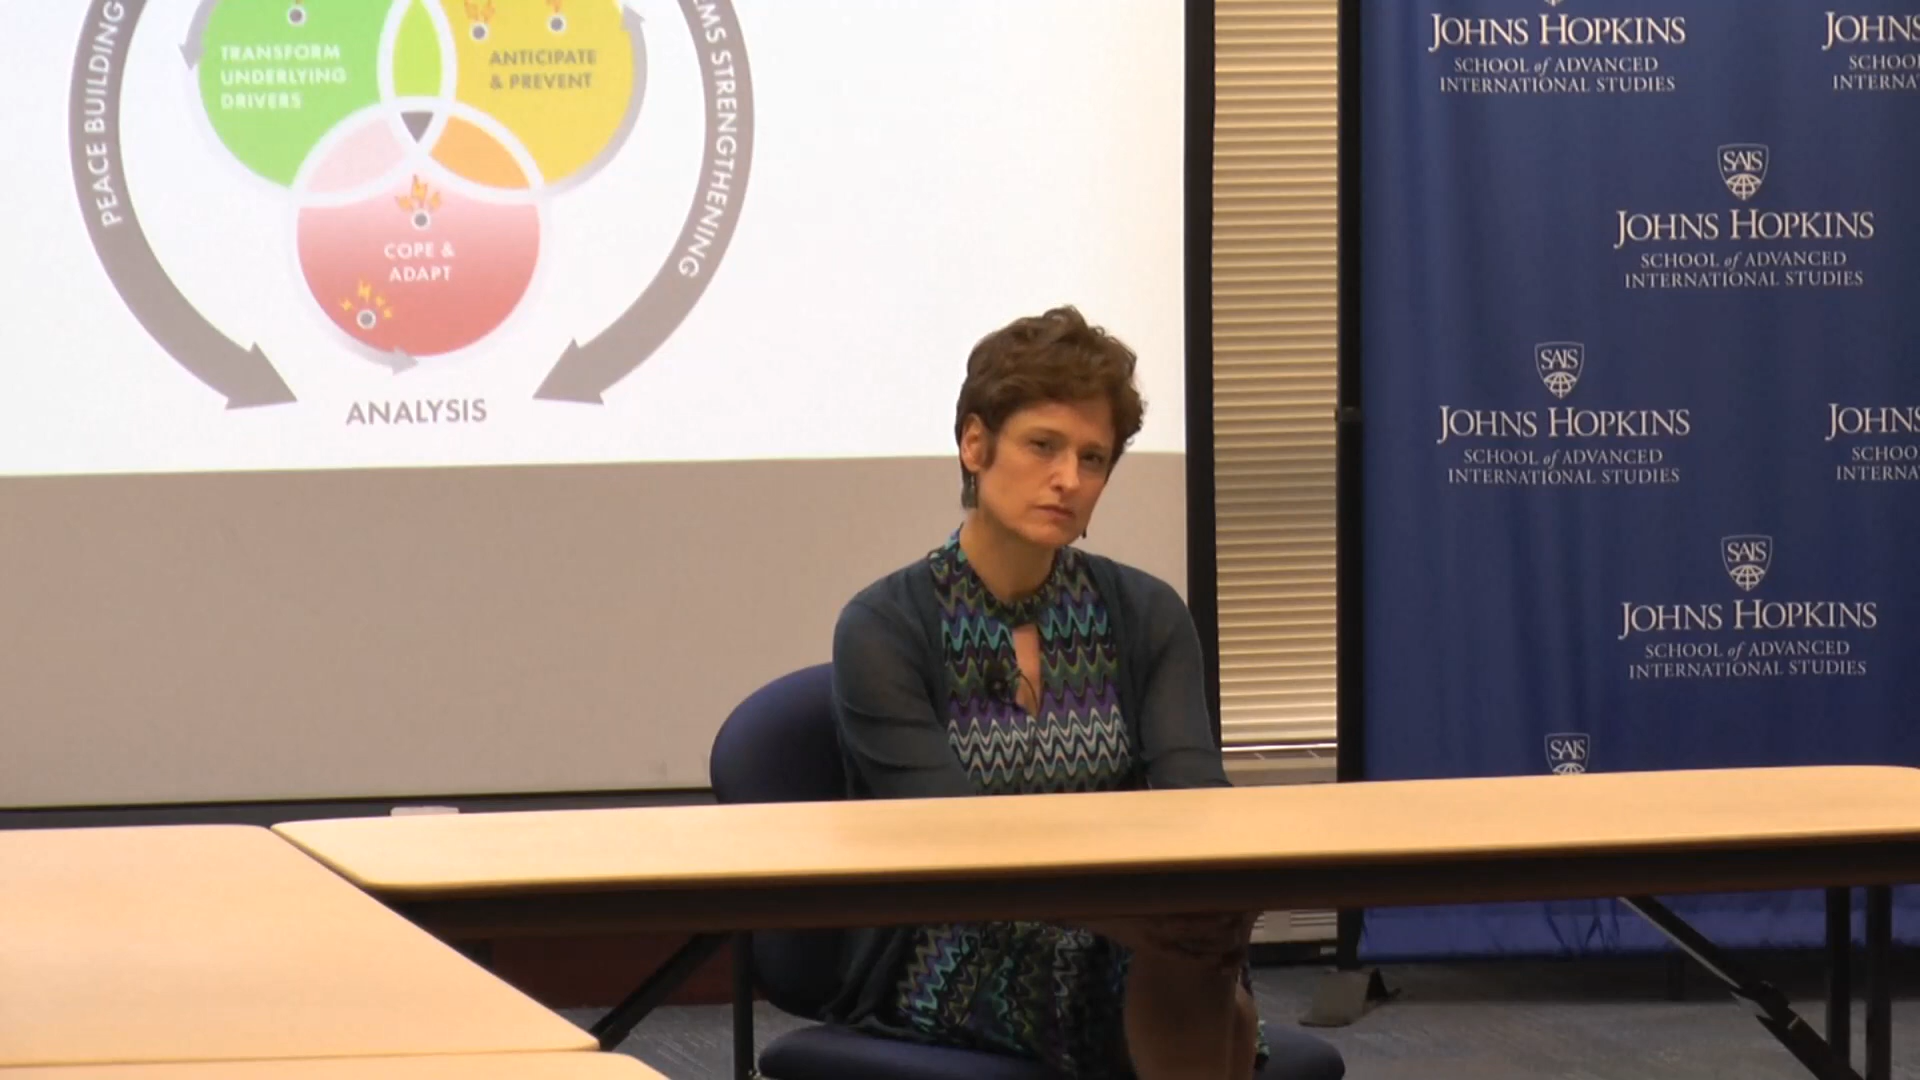 PEACE BUILDING
TRANSFORM
UNDERLYING
DRIVERS
ANTICIPATE
& PREVENT
EMS STRENGTHENING
COPE &
ADAPT
ANALYSIS
JOHNS HOPKINS
SCHOOL of ADVANCED
INTERNATIONAL STUDIES
JOHNS
SCHOO
INTERNA
SAIS
JOHNS HOPKINS
SCHOOL of ADVANCED
INTERNATIONAL STUDIES
SAIS
JOHNS HOPKINS
SCHOOL of ADVANCED
INTERNATIONAL STUDIES
JOHNS
SCHOO
INTERNA
SAIS
JOHNS HOPKINS
SCHOOL of ADVANCED
INTERNATIONAL STUDIES
SAIS